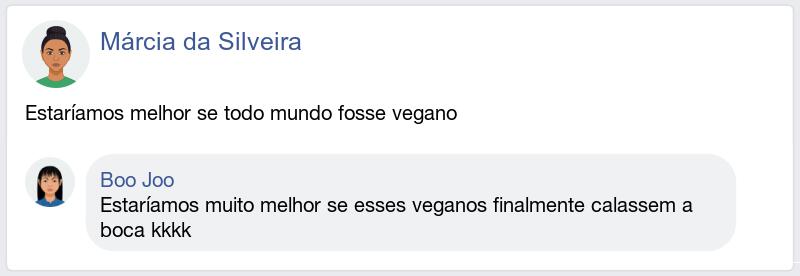 Márcia da Silveira
Estaríamos melhor se todo mundo fosse vegano
Boo Joo
Estaríamos muito melhor se esses veganos finalmente calassem a
boca kkkk